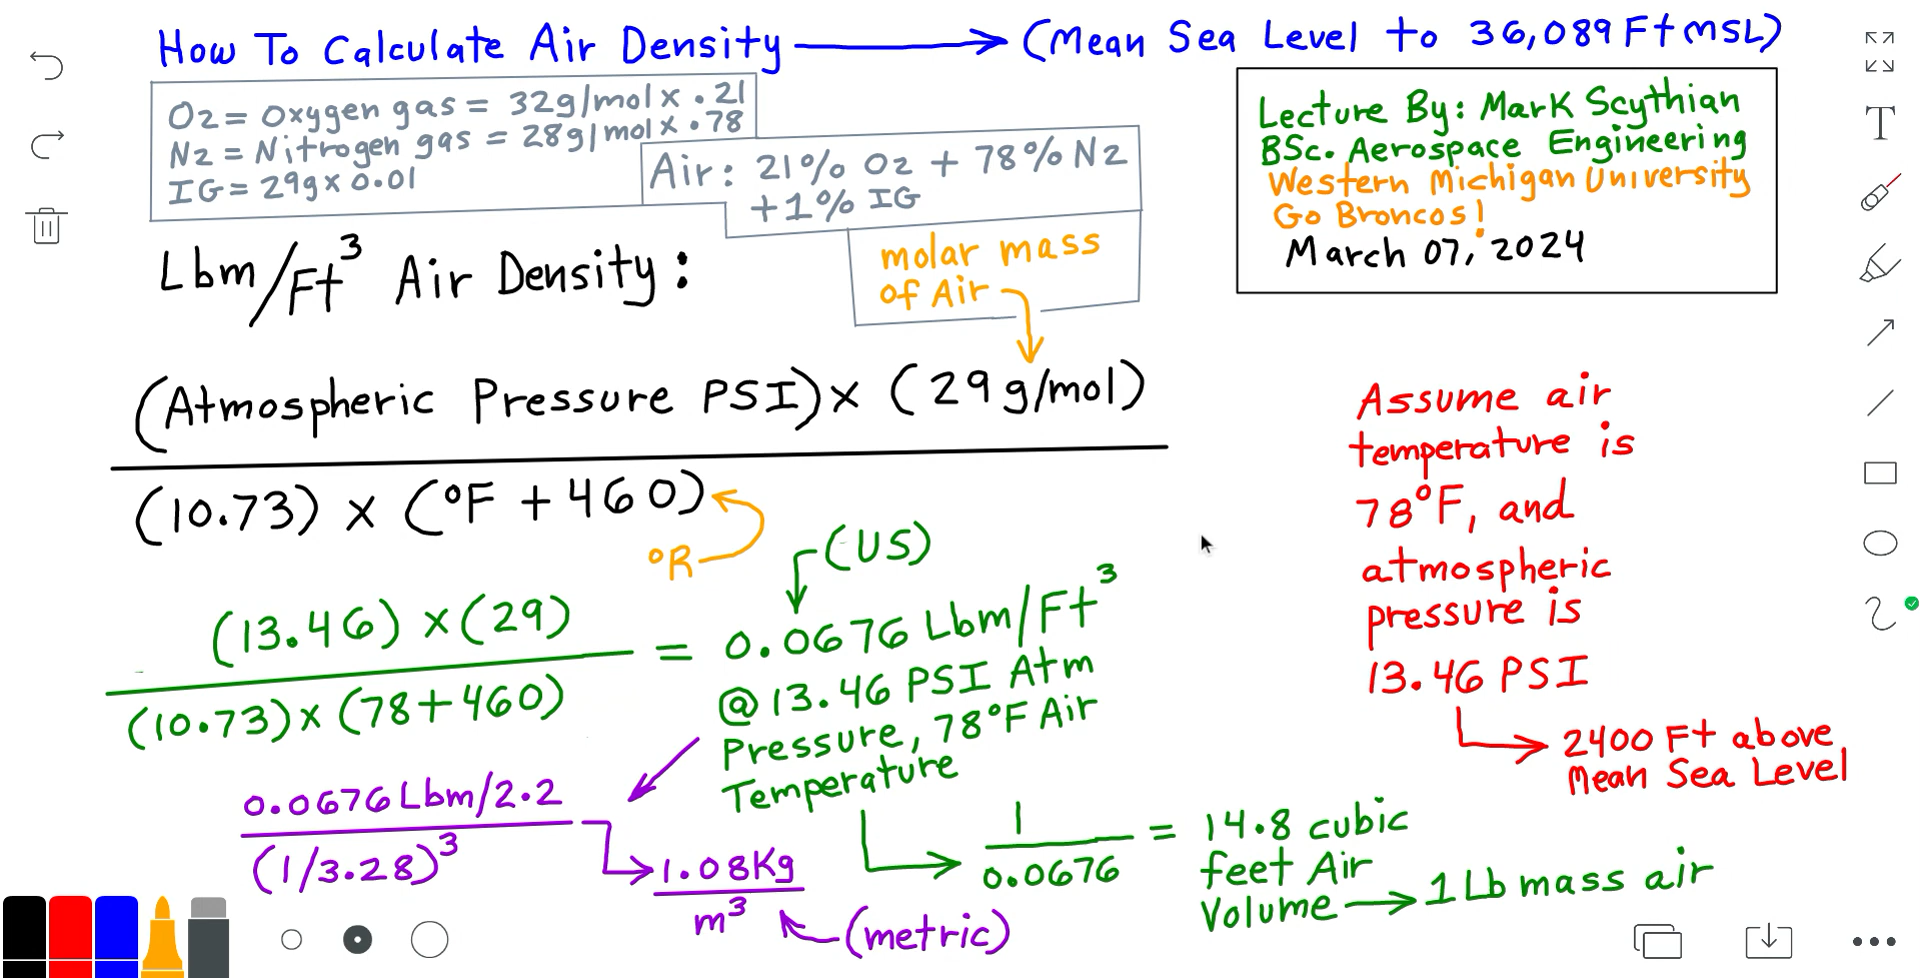 How To Calculate Air Density → (Mean Sea Level to 36,089 Ft MSL)
O2 = Oxygen gas = 32g/mol x .21
N2 = Nitrogen gas = 28g/mol x .78
IG = 29g x 0.01
Air: 21% O2 + 78% N2
+1% IG
molar mass
of Air
Lecture By: Mark Scythian
BSc. Aerospace Engineering
Western Michigan University
Go Broncos!
March 07, 2024
Lbm/Ft³ Air Density:
(Atmospheric Pressure PSI) x (29 g/mol)
(10.73) x (°F + 460)
°R
Assume air
temperature is
78°F, and
atmospheric
pressure is
13.46 PSI
2400 Ft above
Mean Sea Level
(US)
(13.46) x (29)
(10.73) x (78+460)
= 0.0676 Lbm/Ft³
@ 13.46 PSI Atm
Pressure, 78°F Air
Temperature
0.0676 Lbm/2.2
(1/3.28)³
1.08 Kg
m³
(metric)
1
0.0676
= 14.8 cubic
feet Air
Volume → 1 Lb mass air
T